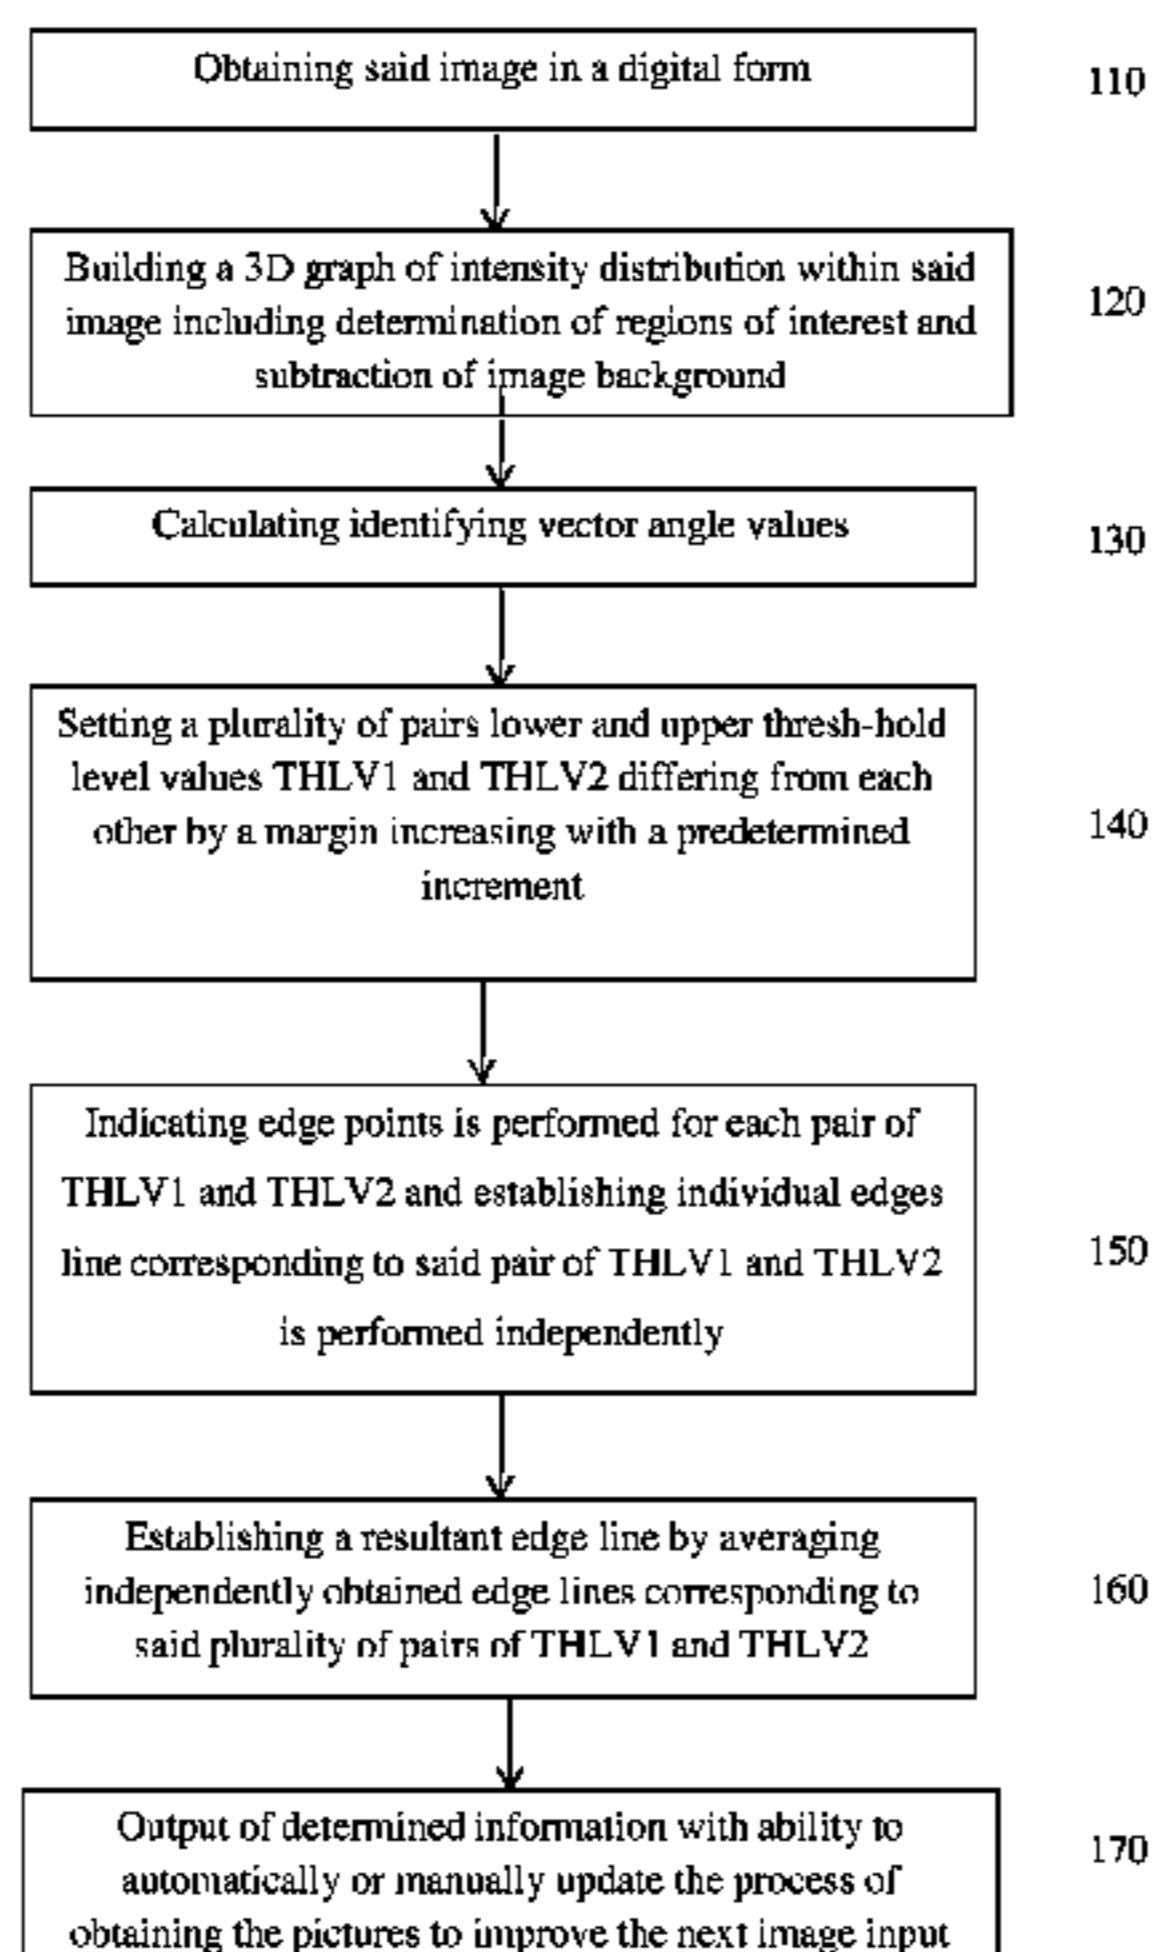 Obtaining said image in a digital form
110
Building a 3D graph of intensity distribution within said
image including determination of regions of interest and
subtraction of image background
120
Calculating identifying vector angle values
130
Setting a plurality of pairs lower and upper thresh-hold
level values THLV1 and THLV2 differing from each
other by a margin increasing with a predetermined
increment
140
Indicating edge points is performed for each pair of
THLV1 and THLV2 and establishing individual edges
line corresponding to said pair of THLV1 and THLV2
is performed independently
150
Establishing a resultant edge line by averaging
independently obtained edge lines corresponding to
said plurality of pairs of THLV1 and THLV2
160
Output of determined information with ability to
automatically or manually update the process of
obtaining the pictures to improve the next image input
170